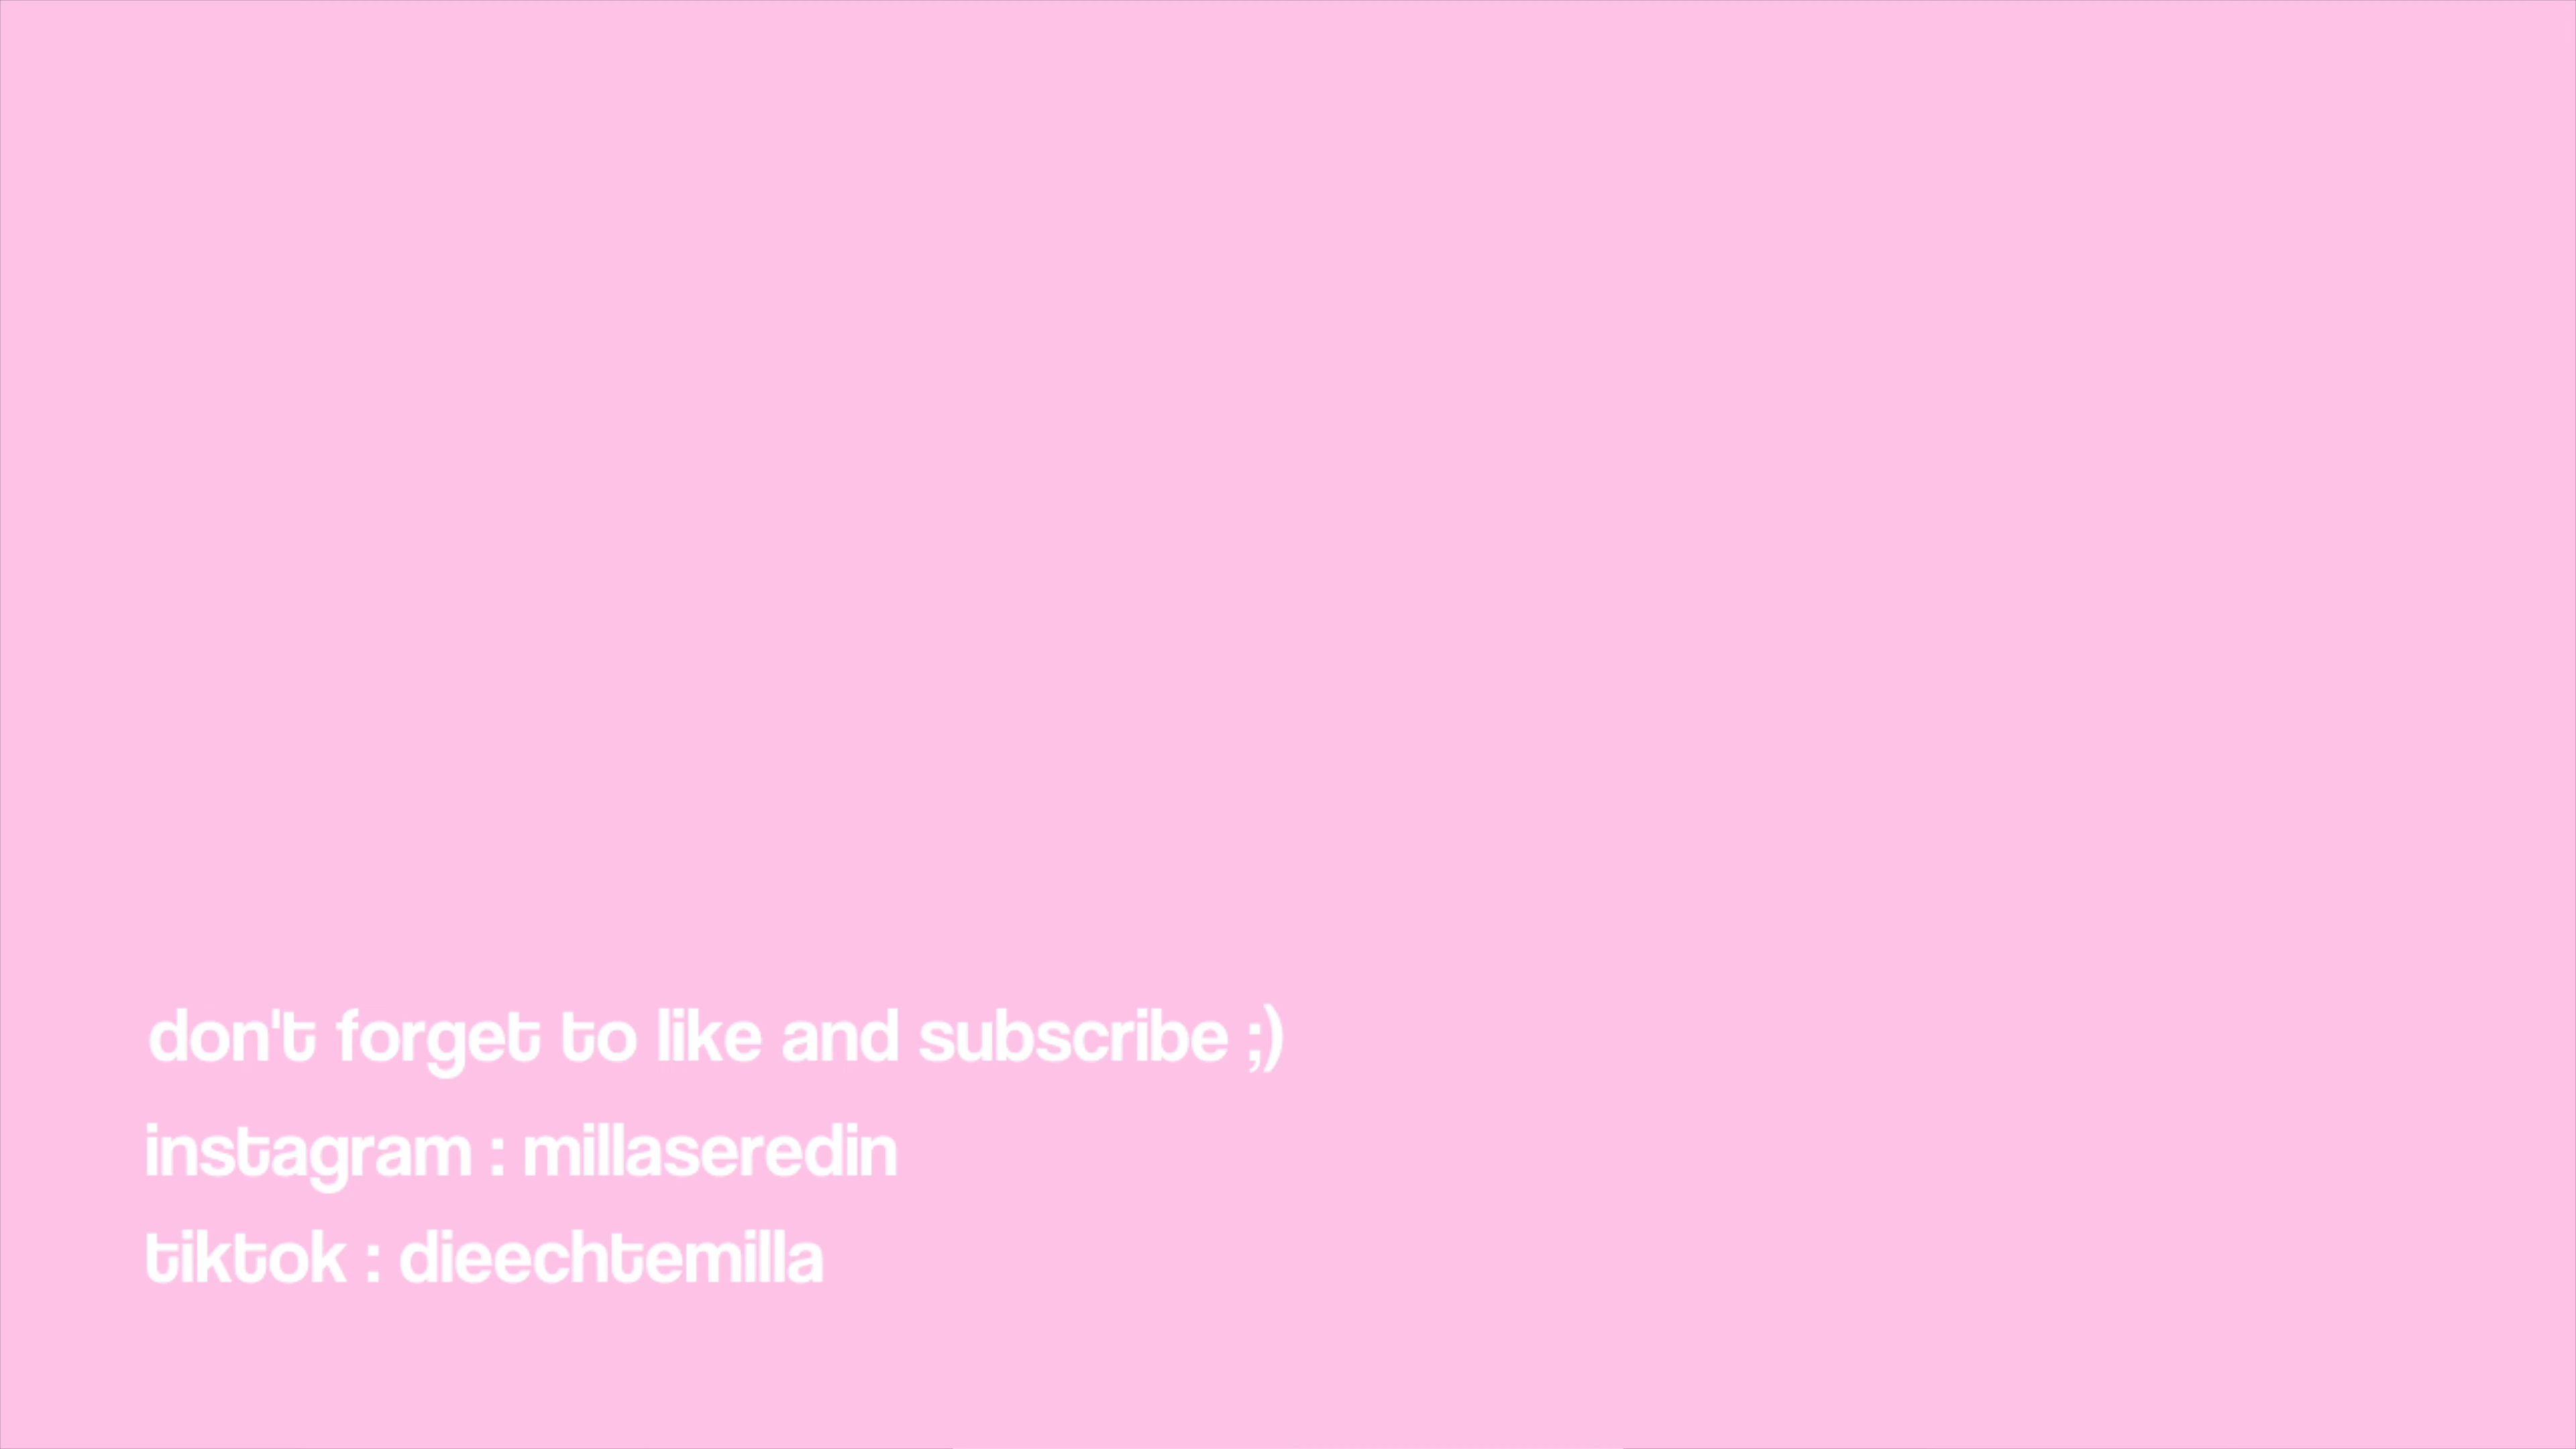 don't forget to like and subscribe ;)
instagram : millaseredin
tiktok : dieechtemilla